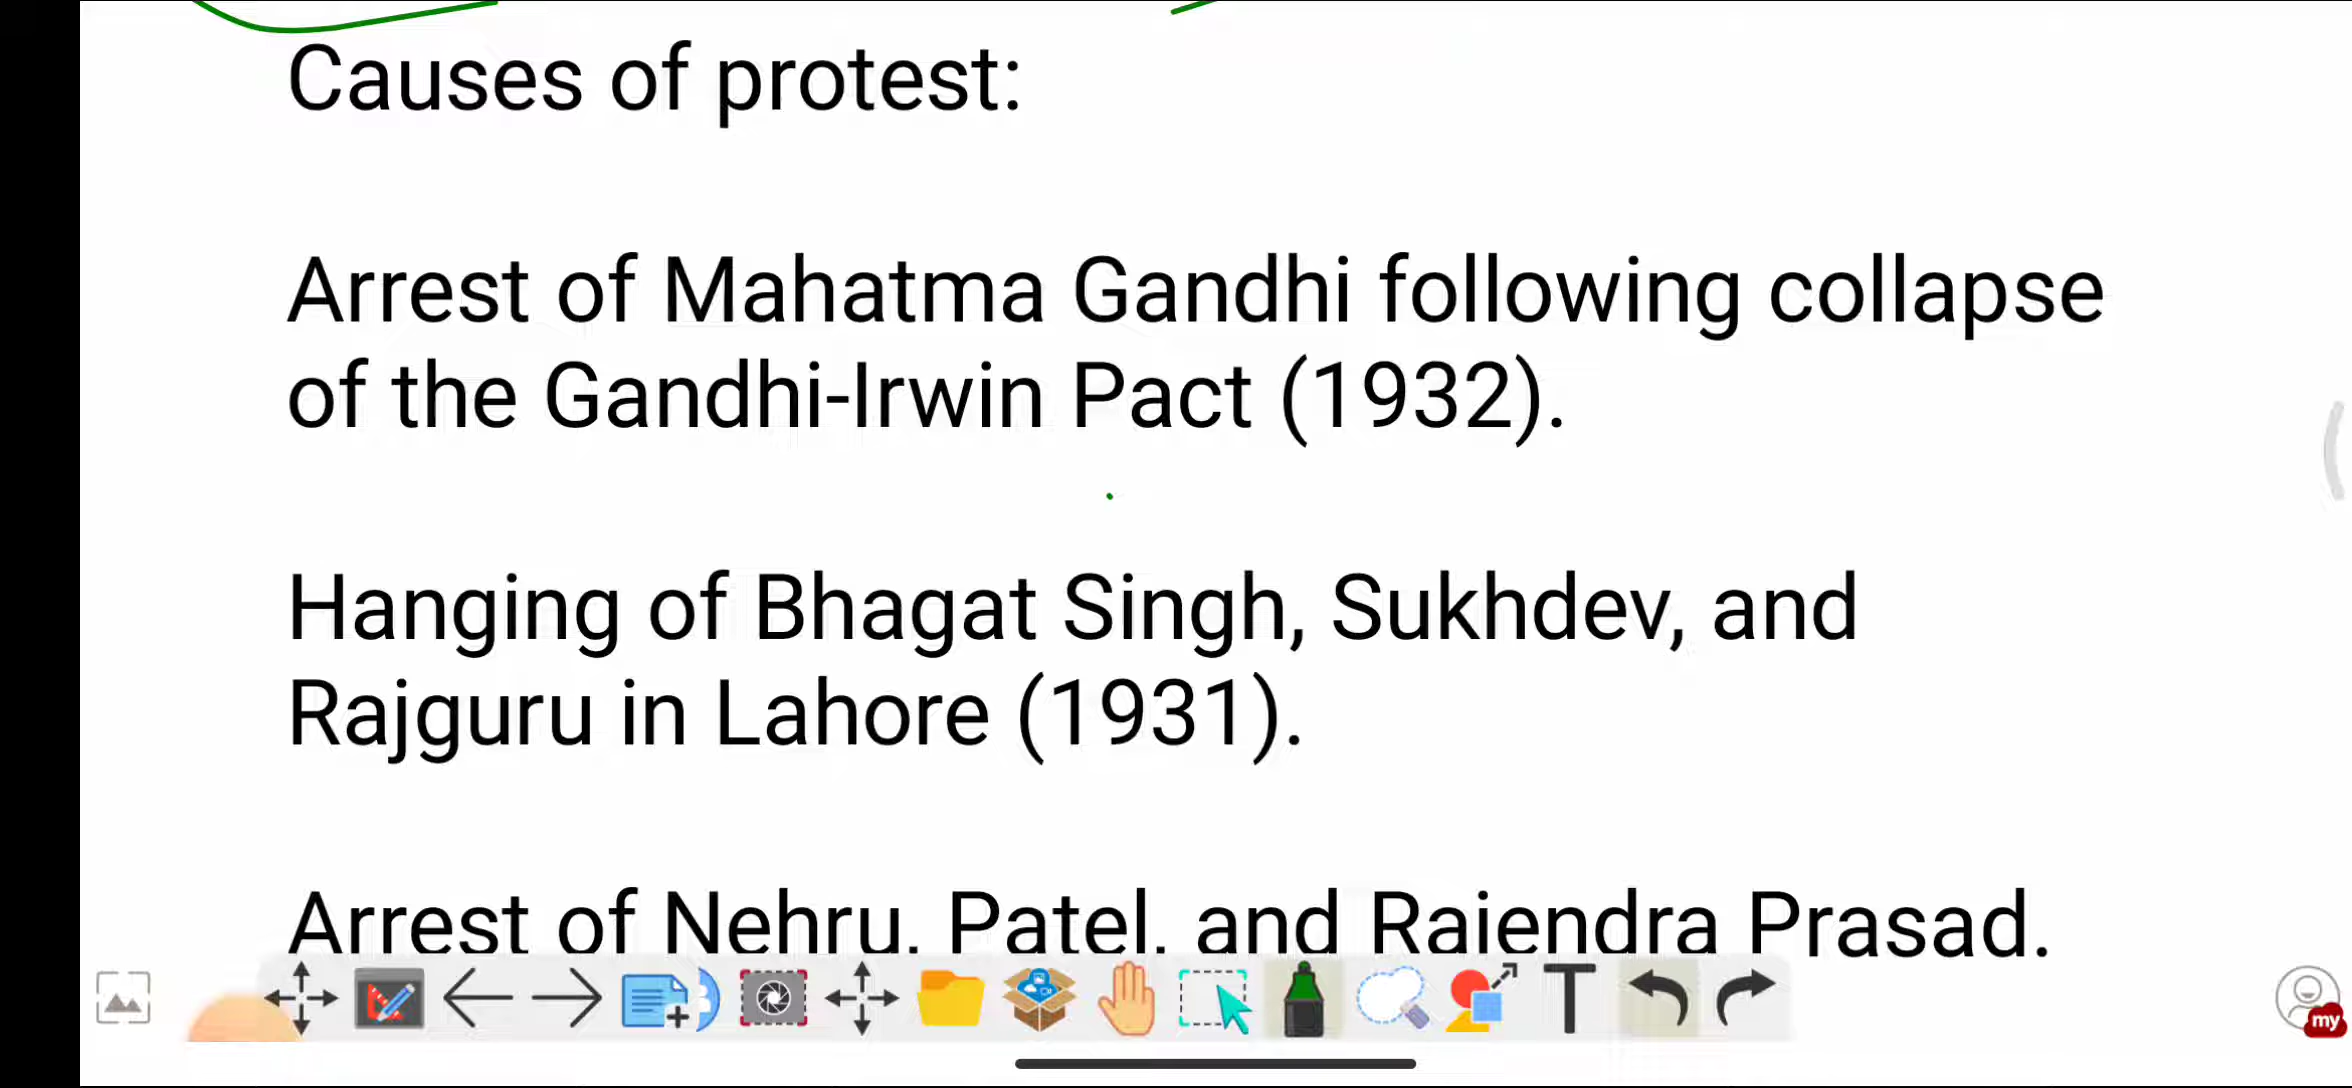 Causes of protest:
Arrest of Mahatma Gandhi following collapse
of the Gandhi-Irwin Pact (1932).
Hanging of Bhagat Singh, Sukhdev, and
Rajguru in Lahore (1931).
Arrest of Nehru, Patel, and Rajendra Prasad.
T
my